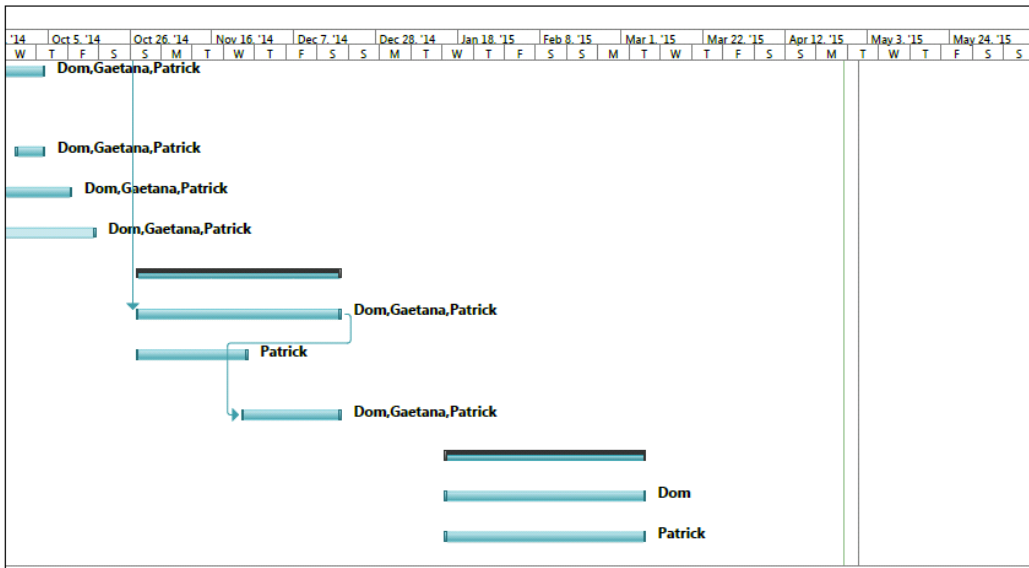 '14 Oct 5, '14 Oct 26, '14 Nov 16, '14 Dec 7, '14 Dec 28, '14 Jan 18, '15 Feb 8, '15 Mar 1, '15 Mar 22, '15 Apr 12, '15 May 3, '15 May 24, '15
W T F S S M T W T F S S M T W T F S S M T W T F S S M T W T F S S
Dom,Gaetana,Patrick
Dom,Gaetana,Patrick
Dom,Gaetana,Patrick
Dom,Gaetana,Patrick
Dom,Gaetana,Patrick
Patrick
Dom,Gaetana,Patrick
Dom
Patrick